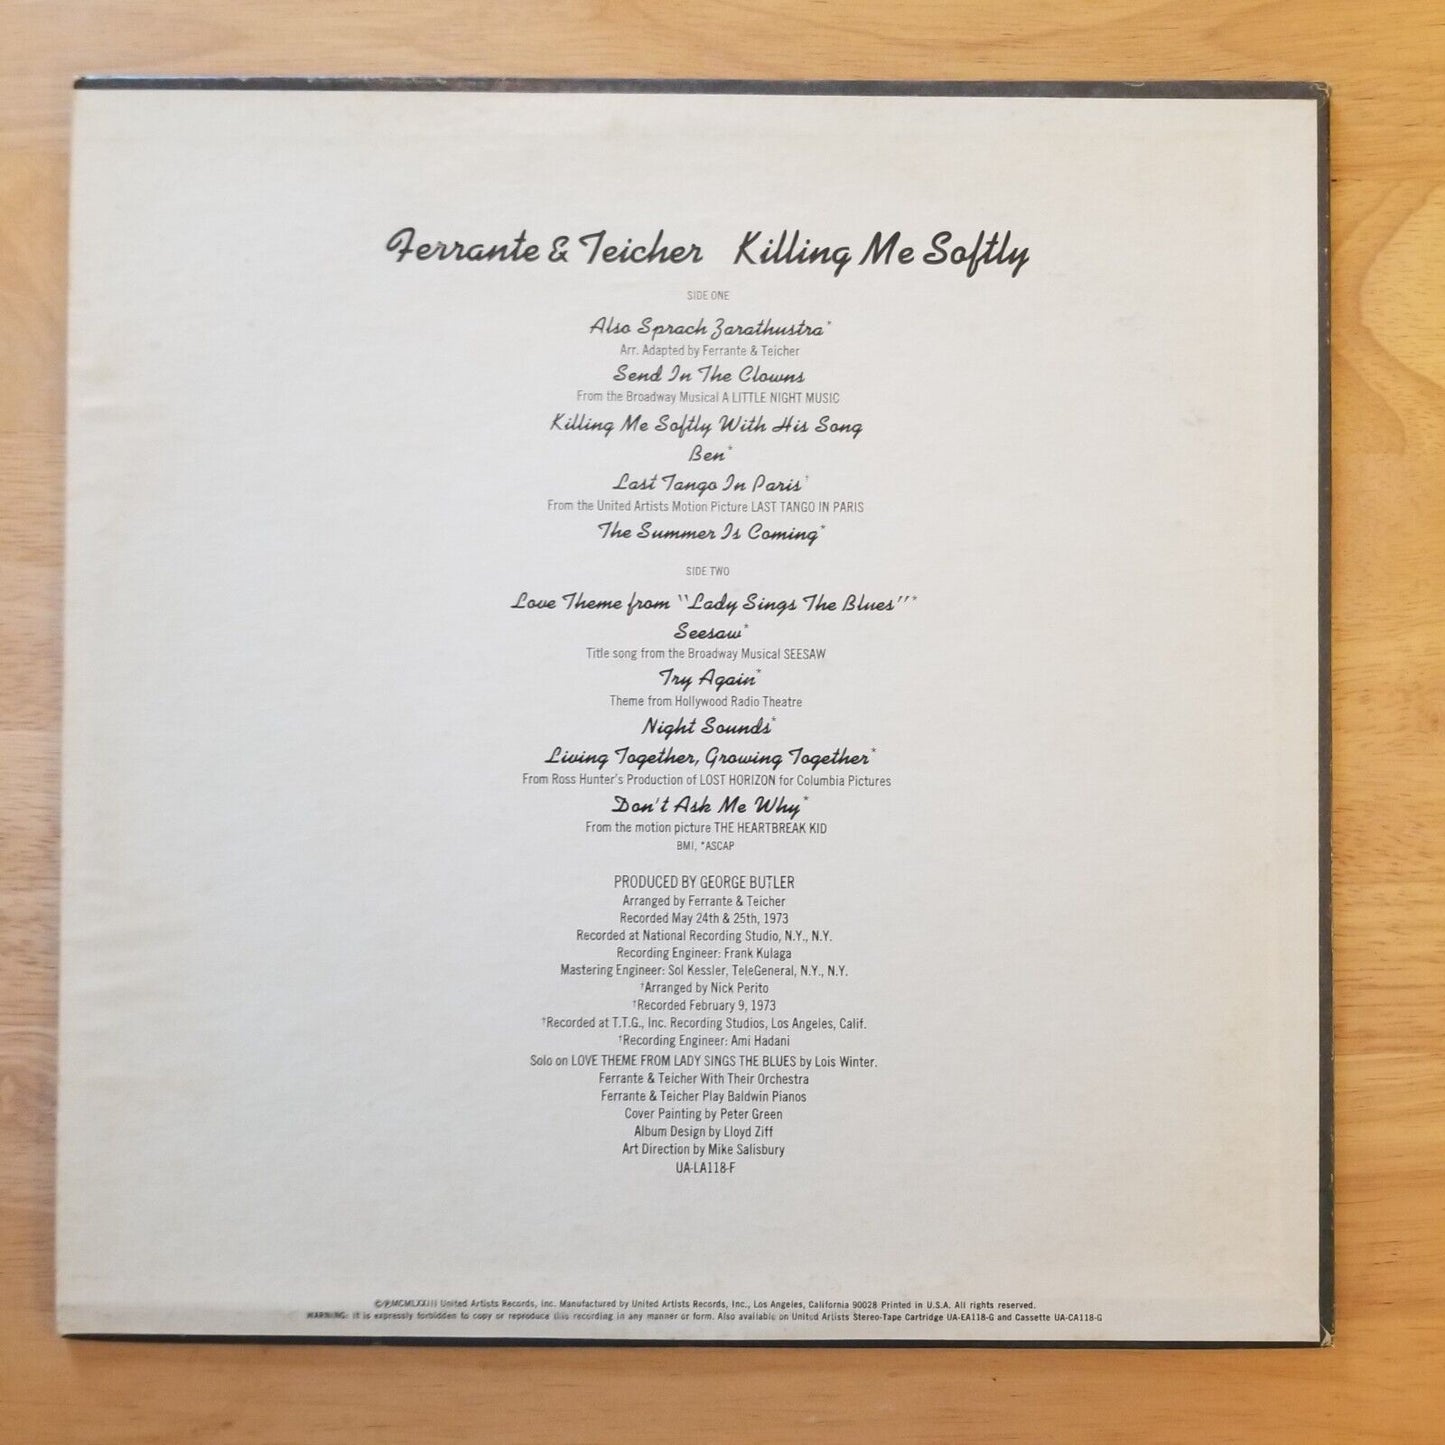 Ferrante & Teicher Killing Me Softly
SIDE ONE
Also Sprach Zarathustra*
Arr. Adapted by Ferrante & Teicher
Send In The Clowns
From the Broadway Musical A LITTLE NIGHT MUSIC
Killing Me Softly With His Song
Ben*
Last Tango In Paris†
From the United Artists Motion Picture LAST TANGO IN PARIS
The Summer Is Coming*
SIDE TWO
Love Theme from "Lady Sings The Blues"*
Seesaw*
Title song from the Broadway Musical SEESAW
Try Again*
Theme from Hollywood Radio Theatre
Night Sounds*
Living Together, Growing Together*
From Ross Hunter's Production of LOST HORIZON for Columbia Pictures
Don't Ask Me Why*
From the motion picture THE HEARTBREAK KID
BMI, *ASCAP
PRODUCED BY GEORGE BUTLER
Arranged by Ferrante & Teicher
Recorded May 24th & 25th, 1973
Recorded at National Recording Studio, N.Y., N.Y.
Recording Engineer: Frank Kulaga
Mastering Engineer: Sol Kessler, TeleGeneral, N.Y., N.Y.
†Arranged by Nick Perito
†Recorded February 9, 1973
†Recorded at T.T.G., Inc. Recording Studios, Los Angeles, Calif.
†Recording Engineer: Ami Hadani
Solo on LOVE THEME FROM LADY SINGS THE BLUES by Lois Winter.
Ferrante & Teicher With Their Orchestra
Ferrante & Teicher Play Baldwin Pianos
Cover Painting by Peter Green
Album Design by Lloyd Ziff
Art Direction by Mike Salisbury
UA-LA118-F
©℗MCMLXXIII United Artists Records, Inc. Manufactured by United Artists Records, Inc., Los Angeles, California 90028 Printed in U.S.A. All rights reserved.
WARNING: It is expressly forbidden to copy or reproduce this recording in any manner or form. Also available on United Artists Stereo-Tape Cartridge UA-EA118-G and Cassette UA-CA118-G